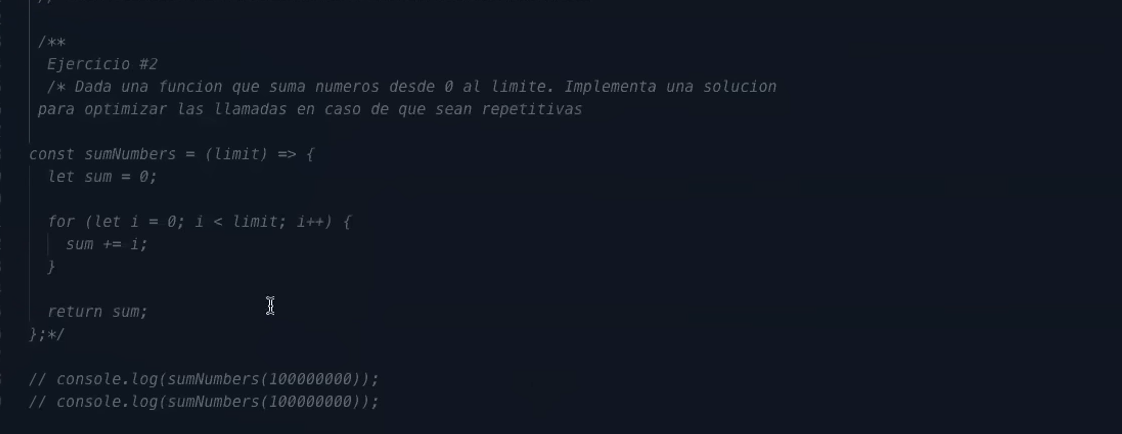 /**
Ejercicio #2
/* Dada una funcion que suma numeros desde 0 al limite. Implementa una solucion
para optimizar las llamadas en caso de que sean repetitivas
const sumNumbers = (limit) => {
let sum = 0;
for (let i = 0; i < limit; i++) {
sum += i;
}
return sum;
};*/
// console.log(sumNumbers(100000000));
// console.log(sumNumbers(100000000));